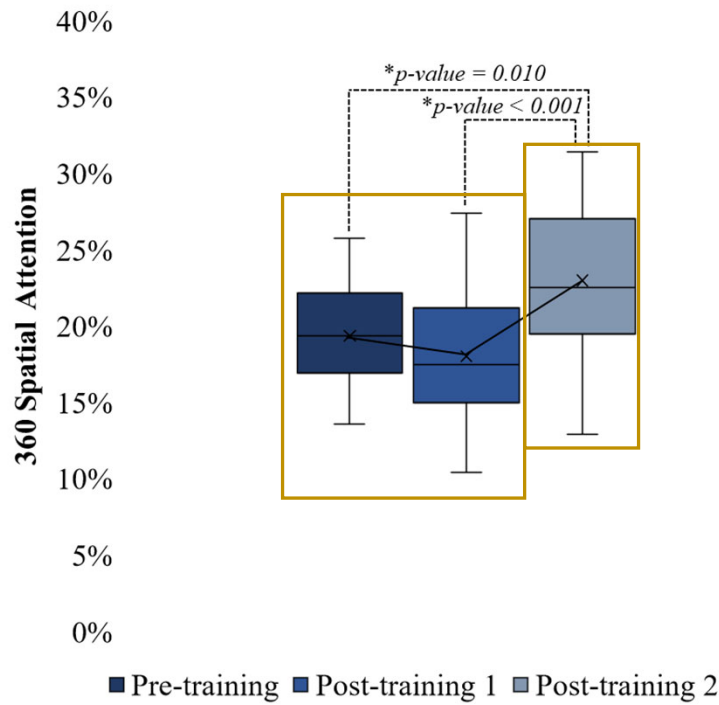 40%
*p-value = 0.010
35%
*p-value < 0.001
30%
25%
20%
15%
10%
5%
0%
360 Spatial Attention
Pre-training Post-training 1 Post-training 2